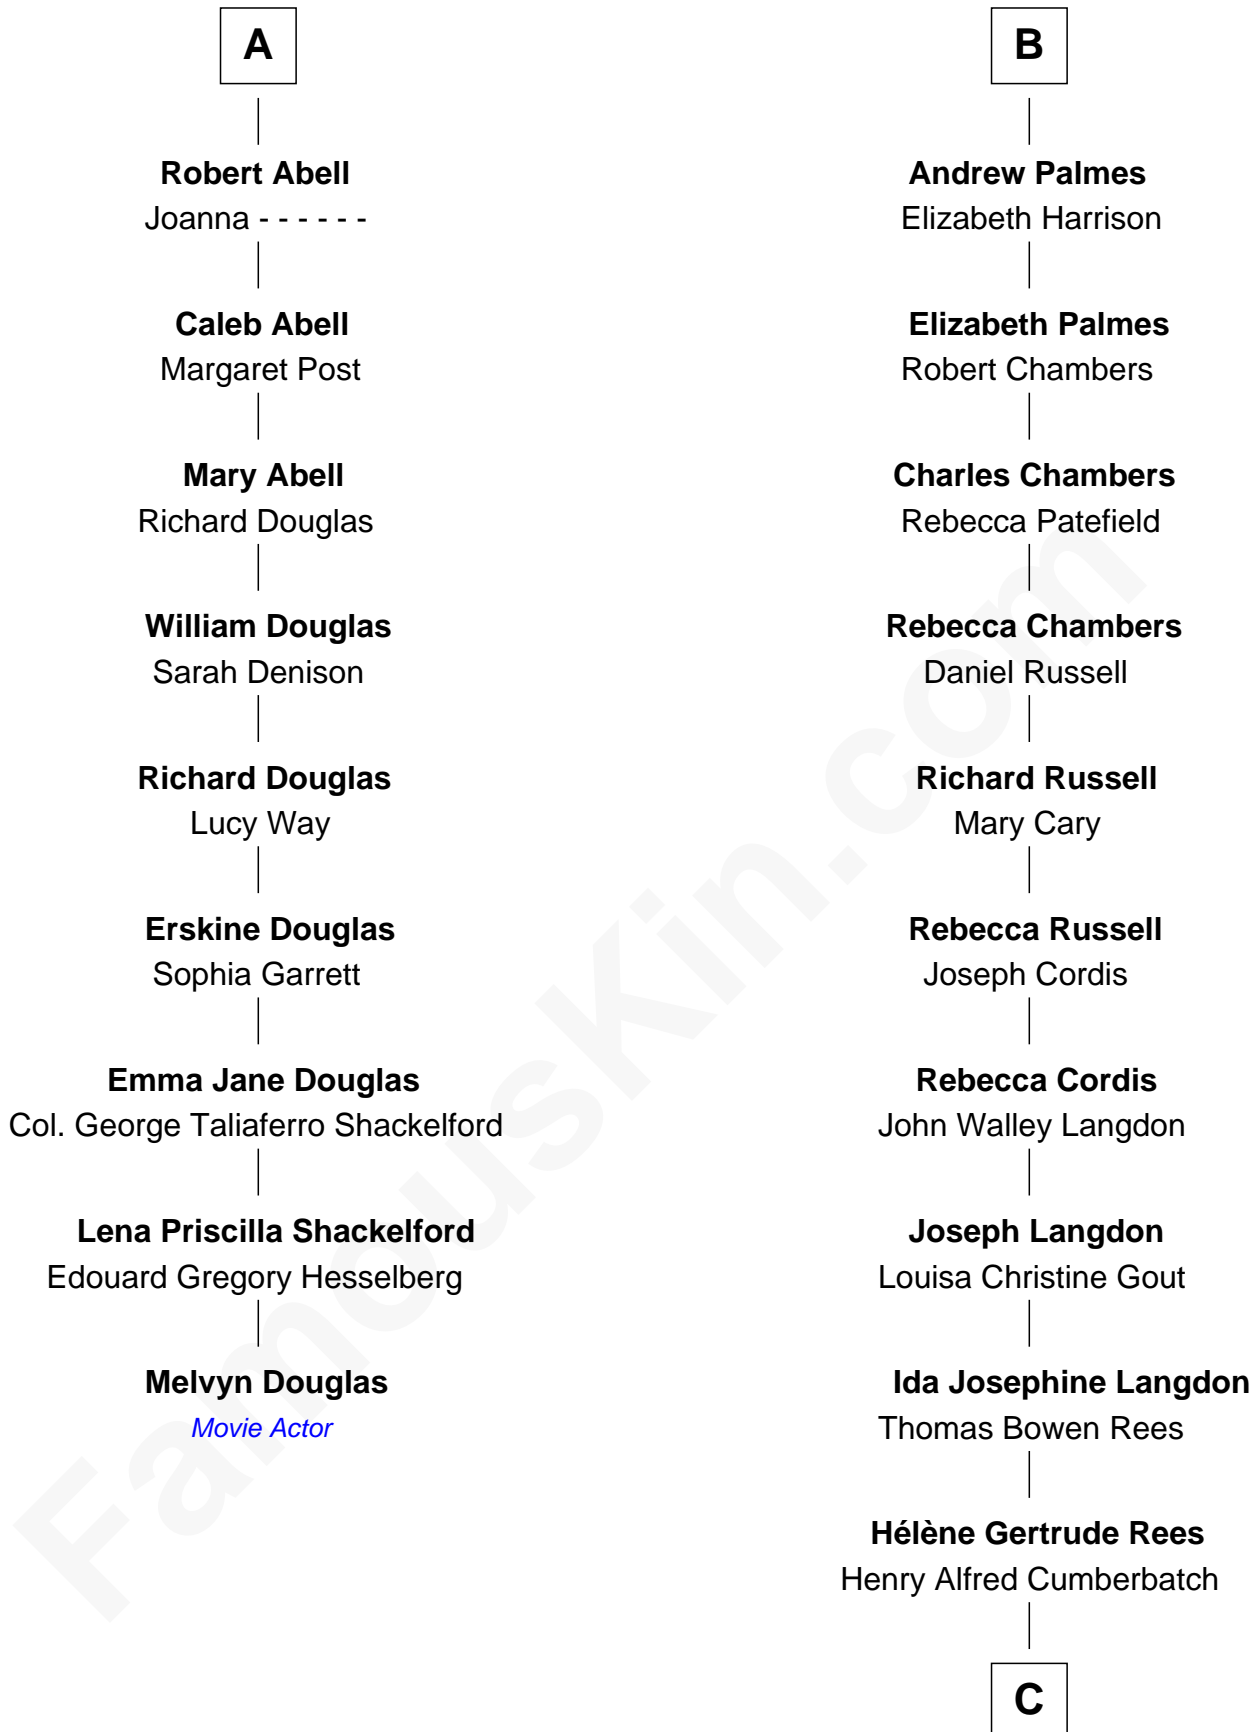 A
Robert Abell
Joanna - - - - - -
Caleb Abell
Margaret Post
Mary Abell
Richard Douglas
William Douglas
Sarah Denison
Richard Douglas
Lucy Way
Erskine Douglas
Sophia Garrett
Emma Jane Douglas
Col. George Taliaferro Shackelford
Lena Priscilla Shackelford
Edouard Gregory Hesselberg
Melvyn Douglas
Movie Actor
B
Andrew Palmes
Elizabeth Harrison
Elizabeth Palmes
Robert Chambers
Charles Chambers
Rebecca Patefield
Rebecca Chambers
Daniel Russell
Richard Russell
Mary Cary
Rebecca Russell
Joseph Cordis
Rebecca Cordis
John Walley Langdon
Joseph Langdon
Louisa Christine Gout
Ida Josephine Langdon
Thomas Bowen Rees
Hélène Gertrude Rees
Henry Alfred Cumberbatch
C
FamousKin.com